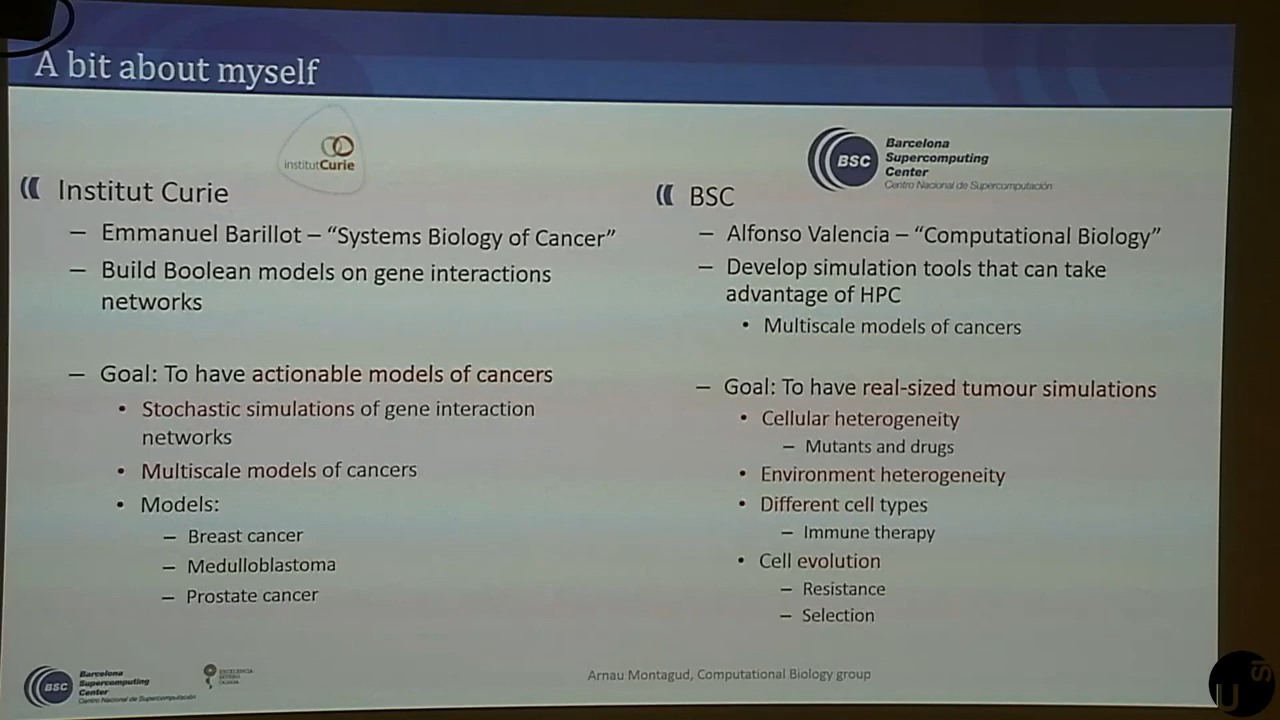 A bit about myself
institutCurie
Institut Curie
– Emmanuel Barillot – “Systems Biology of Cancer”
– Build Boolean models on gene interactions
networks
– Goal: To have actionable models of cancers
• Stochastic simulations of gene interaction
networks
• Multiscale models of cancers
• Models:
– Breast cancer
– Medulloblastoma
– Prostate cancer
BSC
Barcelona
Supercomputing
Center
Centro Nacional de Supercomputación
BSC
– Alfonso Valencia – “Computational Biology”
– Develop simulation tools that can take
advantage of HPC
• Multiscale models of cancers
– Goal: To have real-sized tumour simulations
• Cellular heterogeneity
– Mutants and drugs
• Environment heterogeneity
• Different cell types
– Immune therapy
• Cell evolution
– Resistance
– Selection
BSC
Barcelona
Supercomputing
Center
Centro Nacional de Supercomputación
EXCELENCIA
SEVERO
OCHOA
Arnau Montagud, Computational Biology group